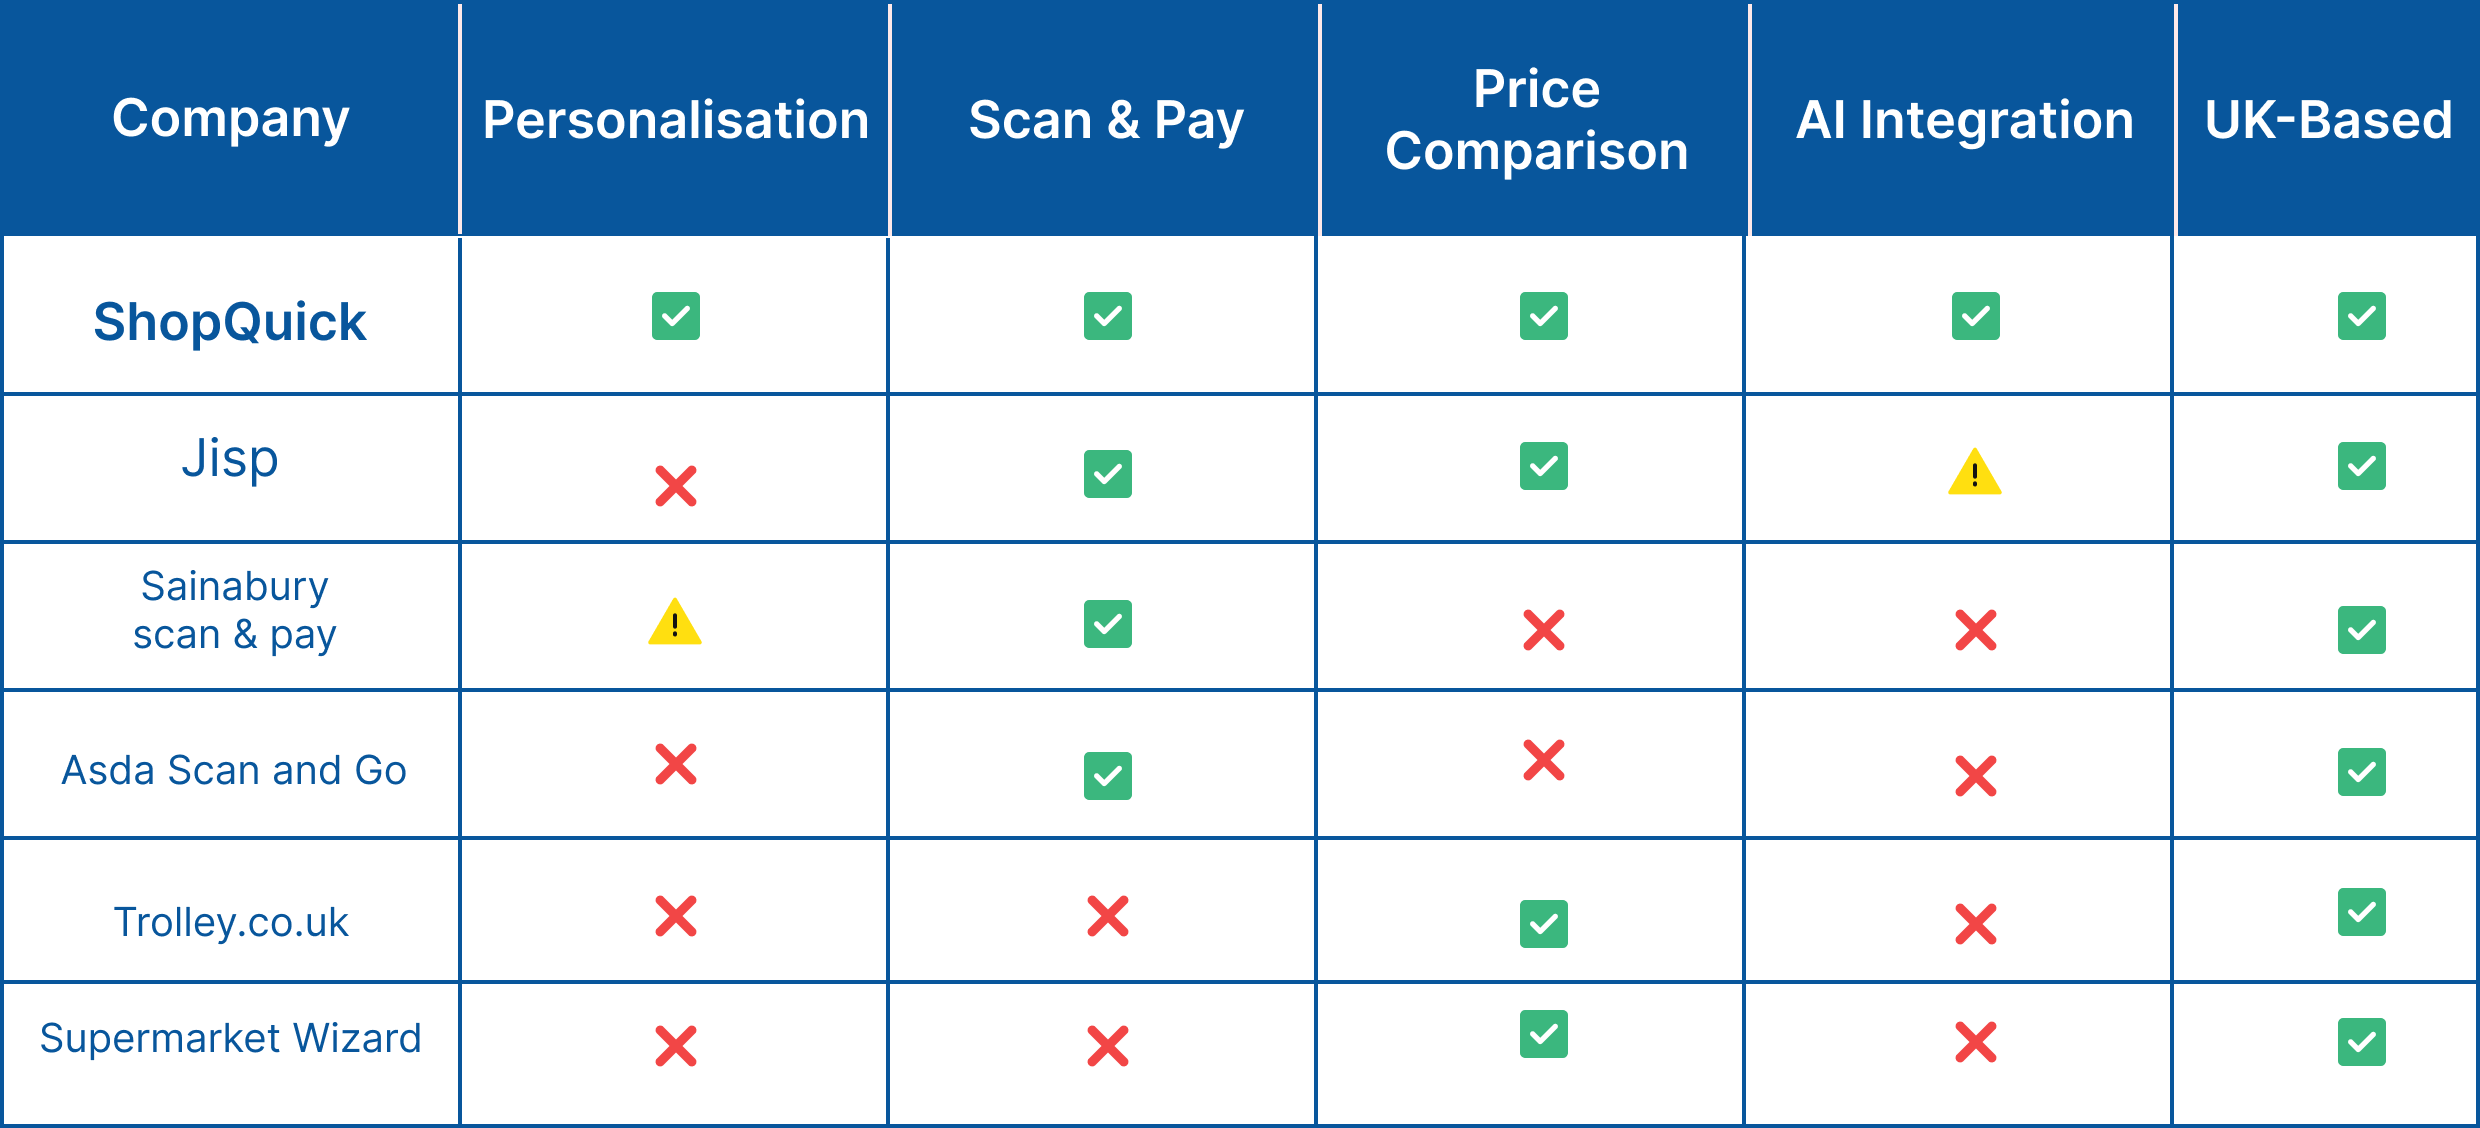 Company
Personalisation
Scan & Pay
Price
Comparison
AI Integration
UK-Based
ShopQuick
Jisp
Sainabury
scan & pay
Asda Scan and Go
Trolley.co.uk
Supermarket Wizard